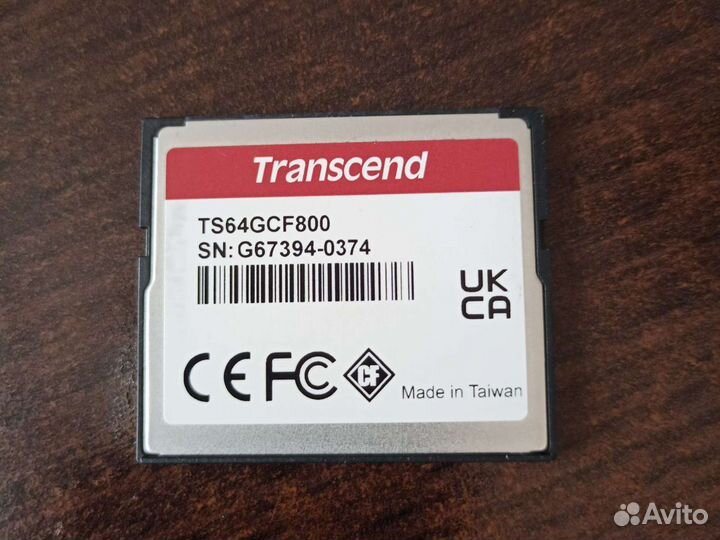 Transcend
TS64GCF800
SN: G67394-0374
UK
CA
CE FC CF
Made in Taiwan
Avito